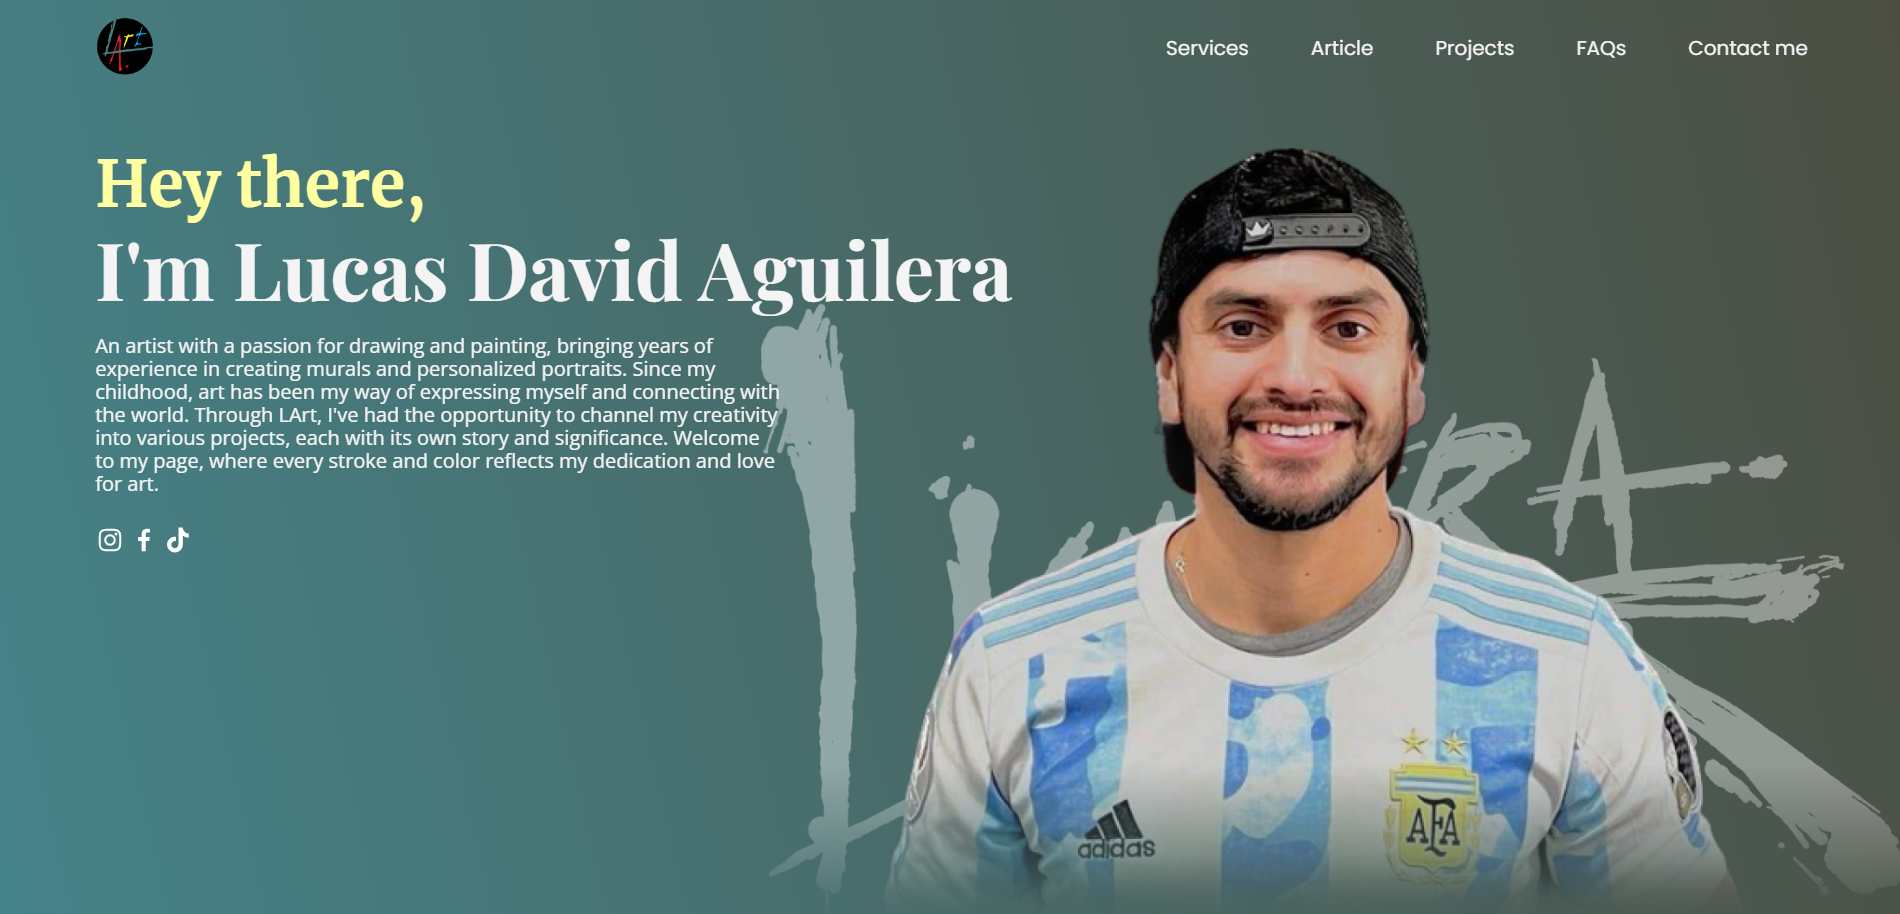 LArt.
Services Article Projects FAQs Contact me
Hey there,
I'm Lucas David Aguilera
An artist with a passion for drawing and painting, bringing years of
experience in creating murals and personalized portraits. Since my
childhood, art has been my way of expressing myself and connecting with
the world. Through LArt, I've had the opportunity to channel my creativity
into various projects, each with its own story and significance. Welcome
to my page, where every stroke and color reflects my dedication and love
for art.
adidas
AFA